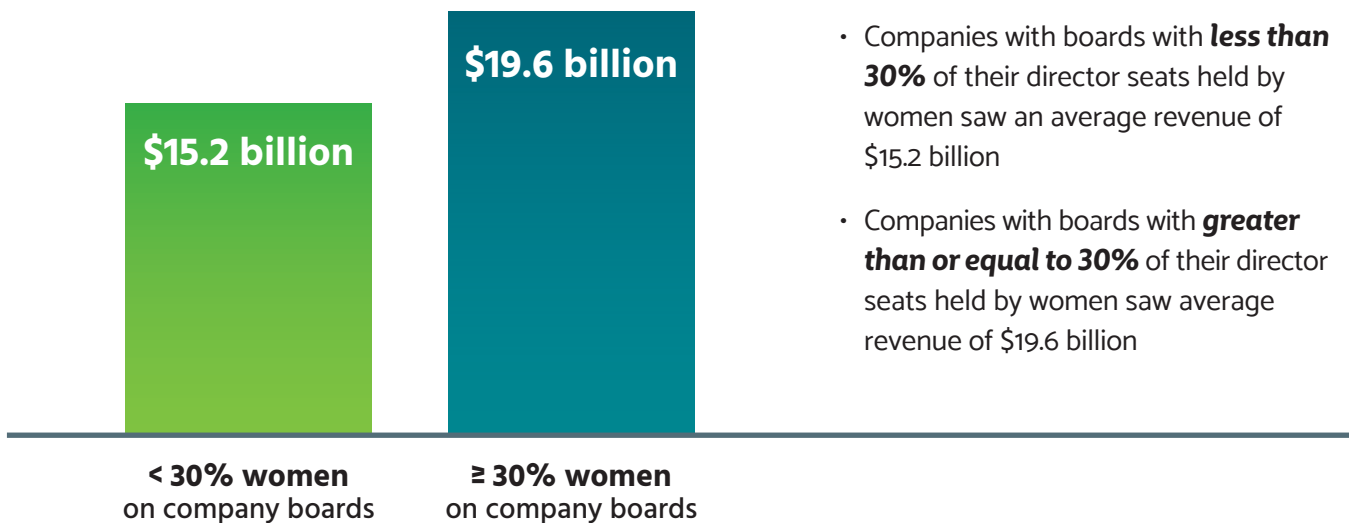 $15.2 billion
$19.6 billion
< 30% women
on company boards
≥ 30% women
on company boards
• Companies with boards with less than
30% of their director seats held by
women saw an average revenue of
$15.2 billion
• Companies with boards with greater
than or equal to 30% of their director
seats held by women saw average
revenue of $19.6 billion